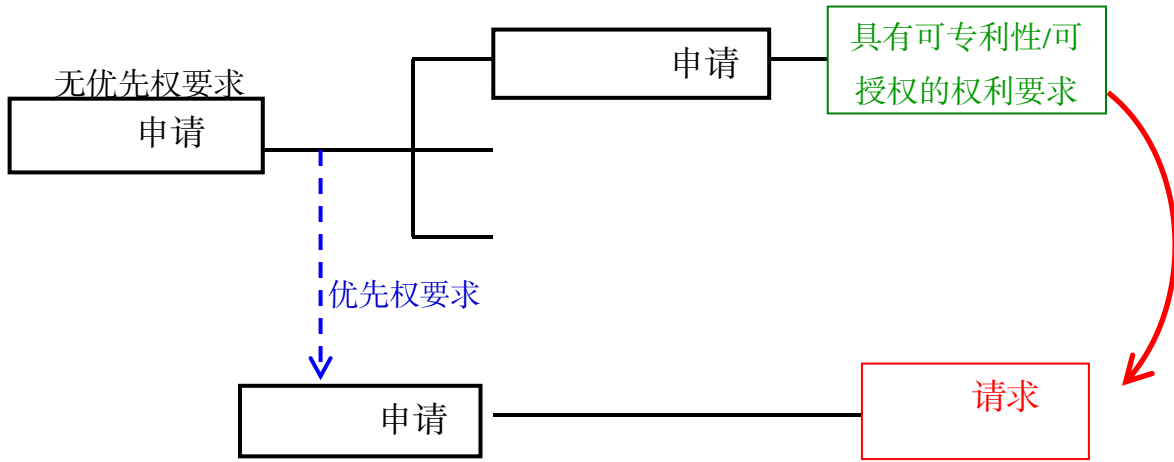 无优先权要求
申请
申请
具有可专利性/可
授权的权利要求
优先权要求
申请
请求